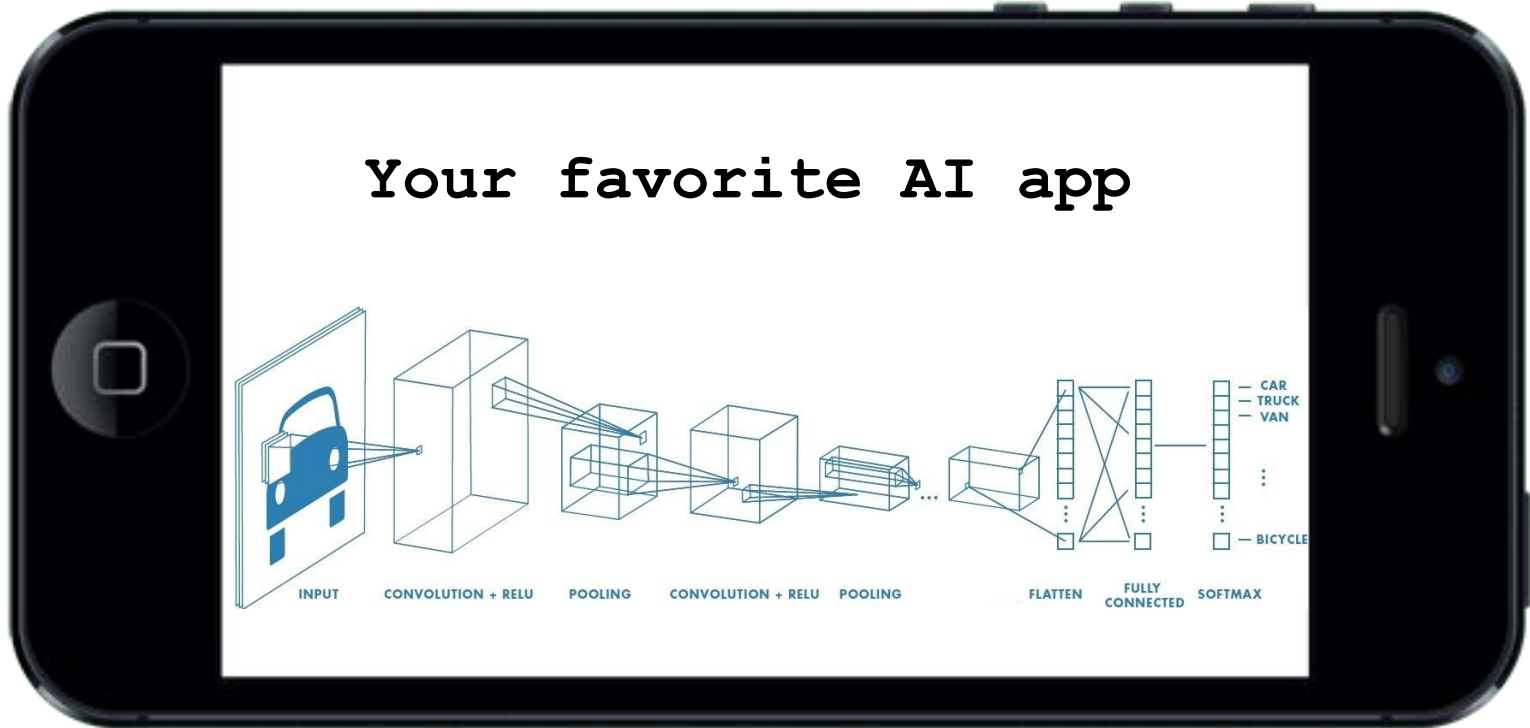 Your favorite AI app
CAR
TRUCK
VAN
BICYCLE
INPUT
CONVOLUTION + RELU
POOLING
CONVOLUTION + RELU
POOLING
FLATTEN
FULLY
CONNECTED
SOFTMAX